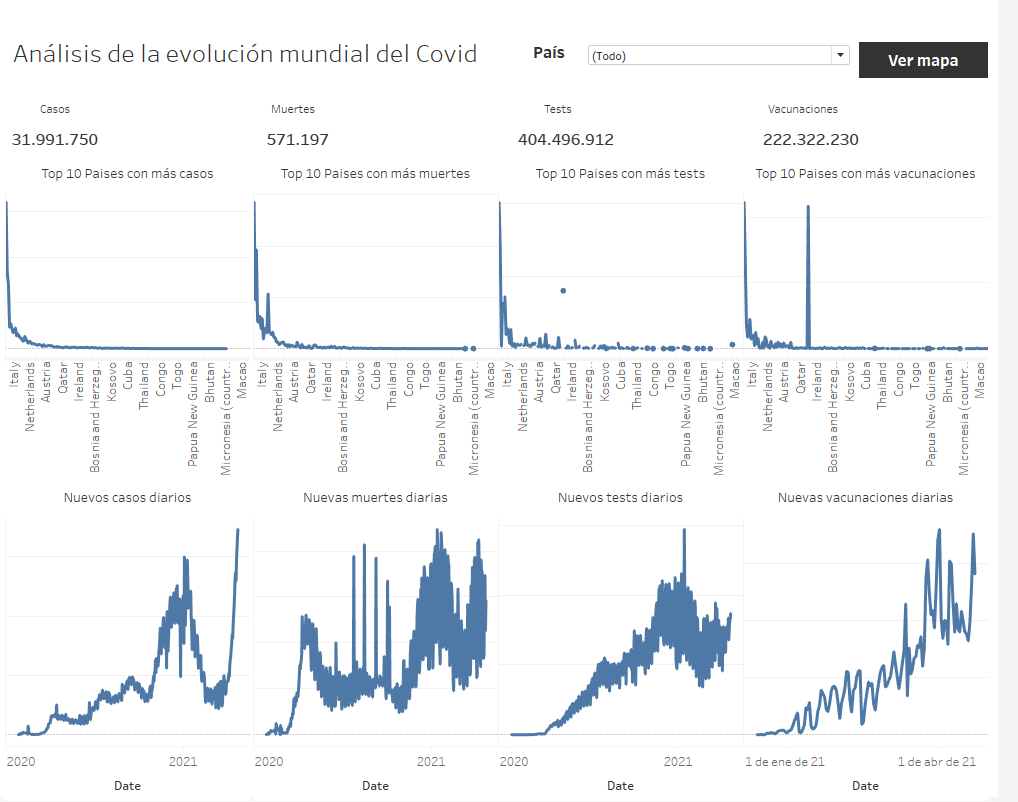 Análisis de la evolución mundial del Covid
País
(Todo)
Ver mapa
Casos
Muertes
Tests
Vacunaciones
31.991.750
571.197
404.496.912
222.322.230
Top 10 Paises con más casos
Top 10 Paises con más muertes
Top 10 Paises con más tests
Top 10 Paises con más vacunaciones
Italy
Netherlands
Austria
Qatar
Ireland
Bosnia and Herzeg..
Kosovo
Cuba
Thailand
Congo
Togo
Papua New Guinea
Bhutan
Micronesia (countr..
Macao
Italy
Netherlands
Austria
Qatar
Ireland
Bosnia and Herzeg..
Kosovo
Cuba
Thailand
Congo
Togo
Papua New Guinea
Bhutan
Micronesia (countr..
Macao
Italy
Netherlands
Austria
Qatar
Ireland
Bosnia and Herzeg..
Kosovo
Cuba
Thailand
Congo
Togo
Papua New Guinea
Bhutan
Micronesia (countr..
Macao
Italy
Netherlands
Austria
Qatar
Ireland
Bosnia and Herzeg..
Kosovo
Cuba
Thailand
Congo
Togo
Papua New Guinea
Bhutan
Micronesia (countr..
Macao
Nuevos casos diarios
Nuevas muertes diarias
Nuevos tests diarios
Nuevas vacunaciones diarias
2020
2021
2020
2021
2020
2021
1 de ene de 21
1 de abr de 21
Date
Date
Date
Date